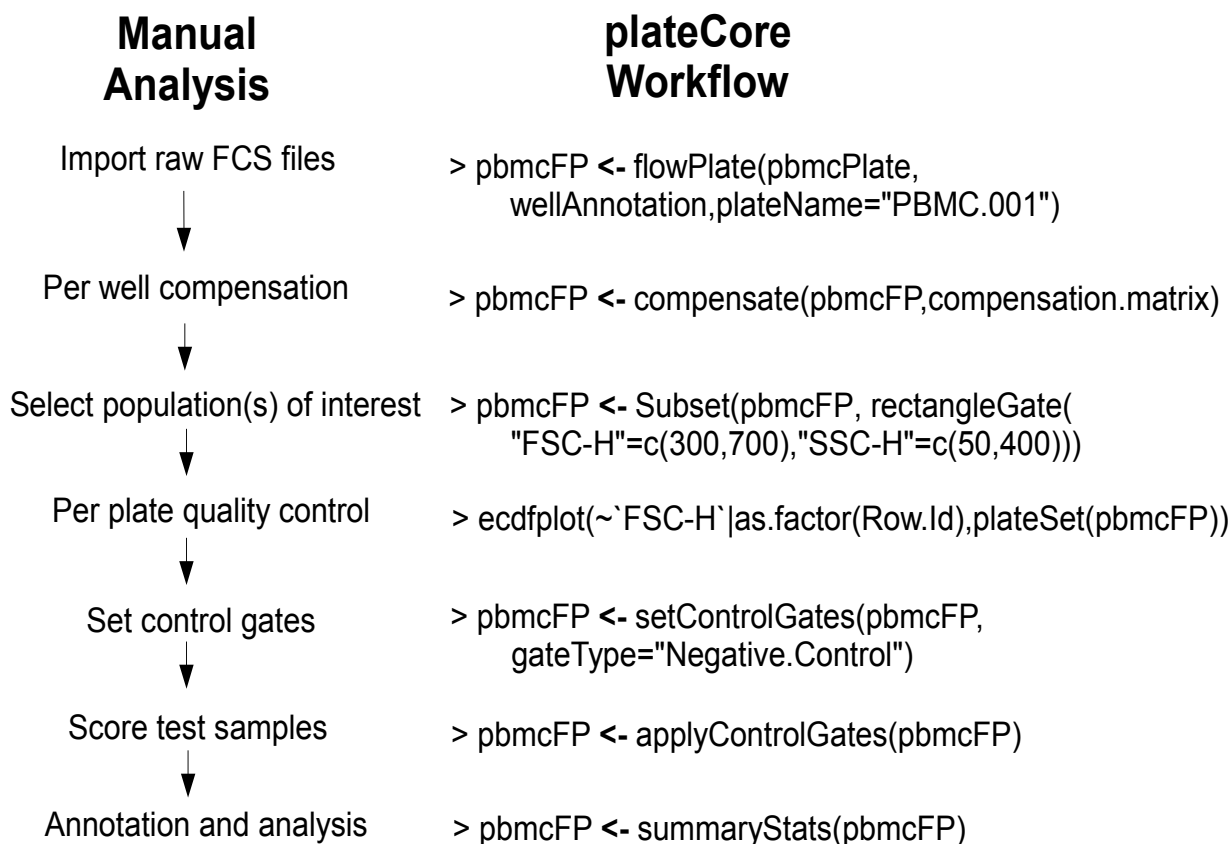 Manual
Analysis
plateCore
Workflow
Import raw FCS files
> pbmcFP <- flowPlate(pbmcPlate,
wellAnnotation,plateName="PBMC.001")
Per well compensation
> pbmcFP <- compensate(pbmcFP,compensation.matrix)
Select population(s) of interest
> pbmcFP <- Subset(pbmcFP, rectangleGate(
"FSC-H"=c(300,700),"SSC-H"=c(50,400)))
Per plate quality control
> ecdfplot(~`FSC-H`|as.factor(Row.Id),plateSet(pbmcFP))
Set control gates
> pbmcFP <- setControlGates(pbmcFP,
gateType="Negative.Control")
Score test samples
> pbmcFP <- applyControlGates(pbmcFP)
Annotation and analysis
> pbmcFP <- summaryStats(pbmcFP)